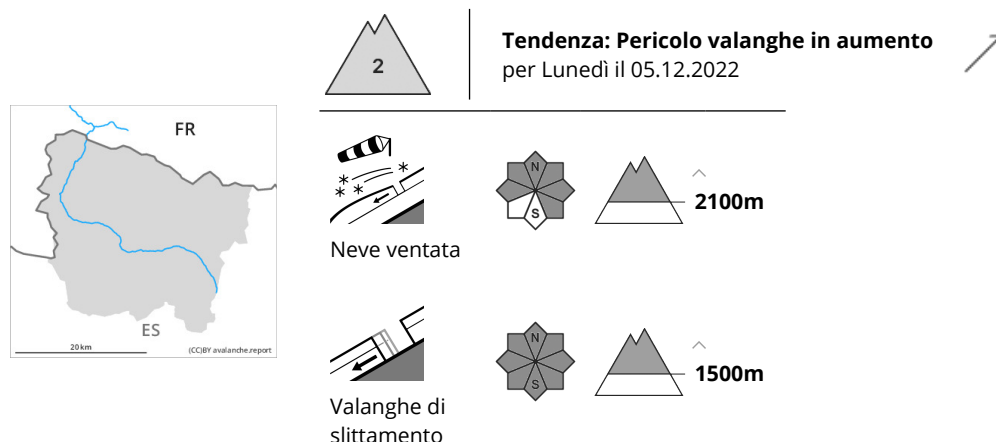 2
Tendenza: Pericolo valanghe in aumento
per Lunedì il 05.12.2022
FR
ES
20 km
(CC)BY avalanche.report
N
S
2100m
Neve ventata
N
S
1500m
Valanghe di
slittamento